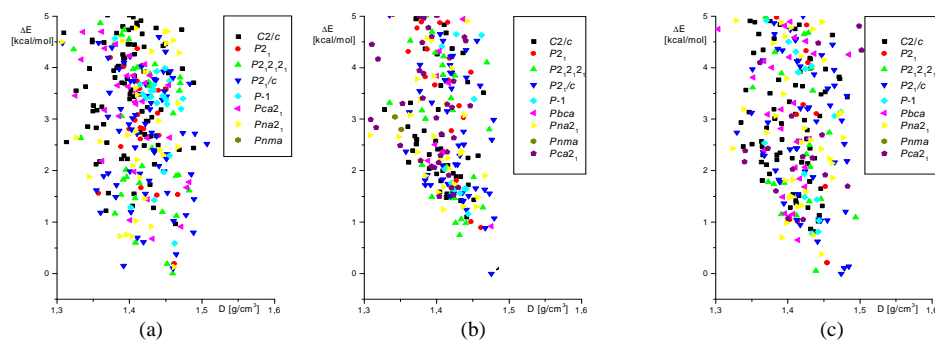 ΔE
[kcal/mol]
5
4
3
2
1
0
1,3
1,4
1,5
1,6
D [g/cm³]
C2/c
P2₁
P2₁2₁2₁
P2₁/c
P-1
Pca2₁
Pna2₁
Pnma
(a)
ΔE
[kcal/mol]
5
4
3
2
1
0
1,3
1,4
1,5
1,6
D [g/cm³]
C2/c
P2₁
P2₁2₁2₁
P2₁/c
P-1
Pbca
Pna2₁
Pnma
Pca2₁
(b)
ΔE
[kcal/mol]
5
4
3
2
1
0
1,3
1,4
1,5
1,6
D [g/cm³]
C2/c
P2₁
P2₁2₁2₁
P2₁/c
P-1
Pbca
Pna2₁
Pnma
Pca2₁
(c)